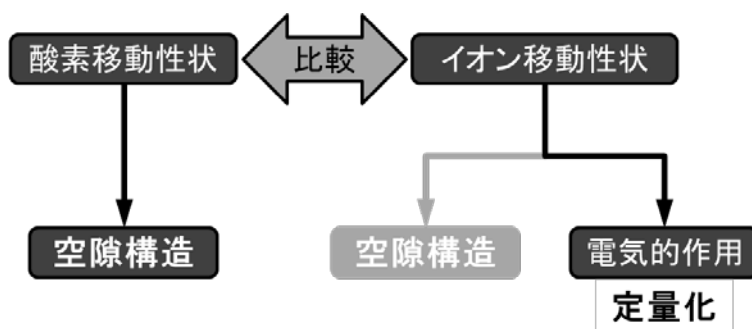 酸素移動性状
比較
イオン移動性状
空隙構造
空隙構造
電気的作用
定量化